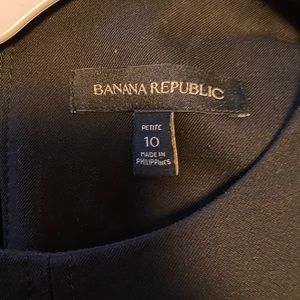 BANANA REPUBLIC
PETITE
10
MADE IN
PHILIPPINES